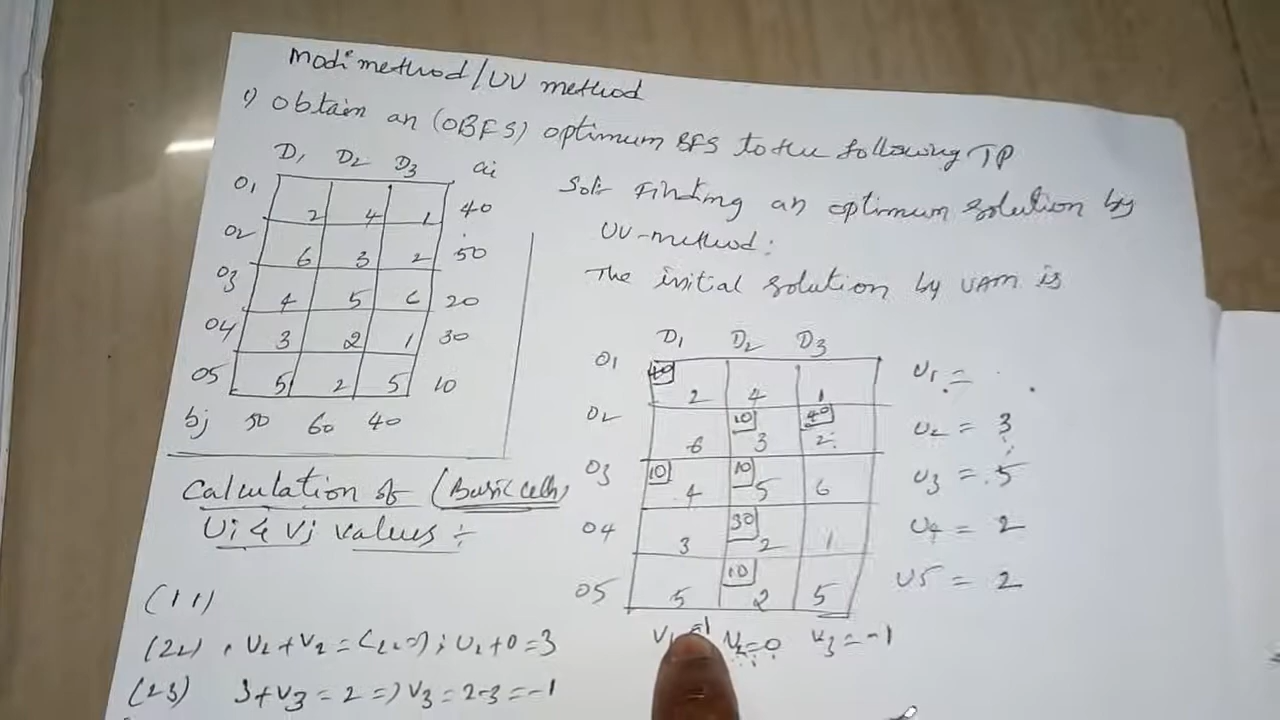 Modi method/UV method
1) Obtain an (OBFS) optimum BFS to the following TP
D1 D2 D3 ai
O1 2 4 1 40
O2 6 3 2 50
O3 4 5 6 20
O4 3 2 1 30
O5 5 2 5 10
bj 50 60 40
Calculation of (Basic cells)
Ui & Vj values ÷
(11)
(22)
(23) 3+V3 = 2 => V3 = 2-3 = -1
Sol: Finding an optimum solution by
UV-method:
The initial solution by VAM is
D1 D2 D3
O1 40 2 4 1 U1 =
O2 6 10 3 40 2 U2 = 3
O3 10 4 10 5 6 U3 = 5
O4 3 30 2 1 U4 = 2
O5 5 10 2 5 U5 = 2
V2=0 V3=-1